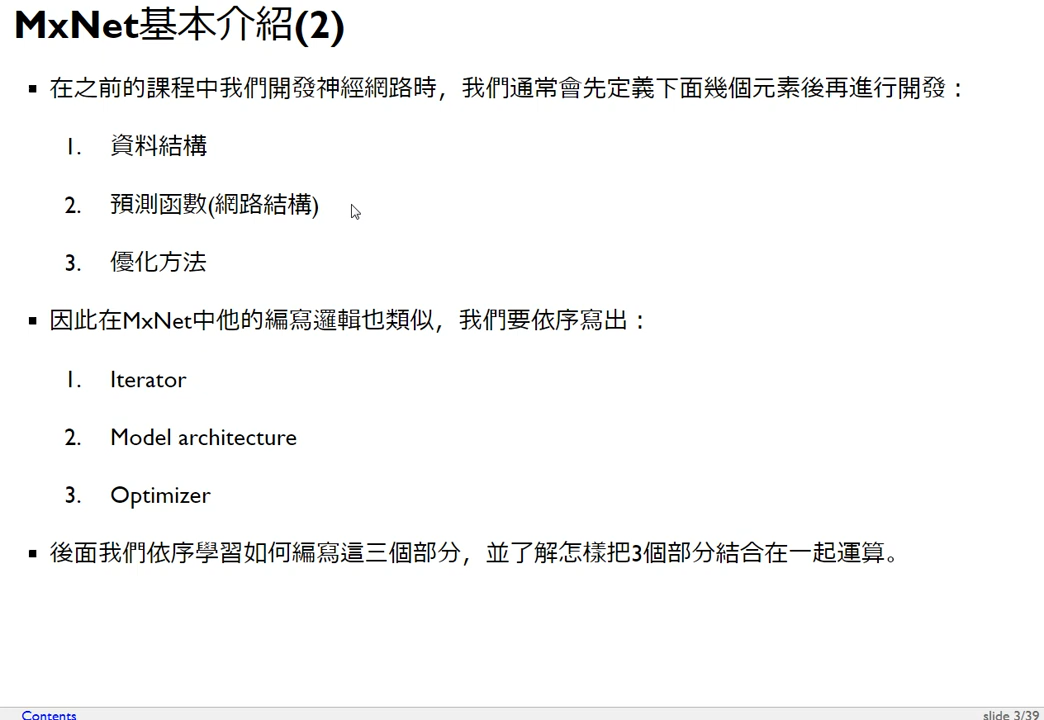 MxNet基本介紹(2)
▪ 在之前的課程中我們開發神經網路時，我們通常會先定義下面幾個元素後再進行開發：
1. 資料結構
2. 預測函數(網路結構)
3. 優化方法
▪ 因此在MxNet中他的編寫邏輯也類似，我們要依序寫出：
1. Iterator
2. Model architecture
3. Optimizer
▪ 後面我們依序學習如何編寫這三個部分，並了解怎樣把3個部分結合在一起運算。
Contents
slide 3/39